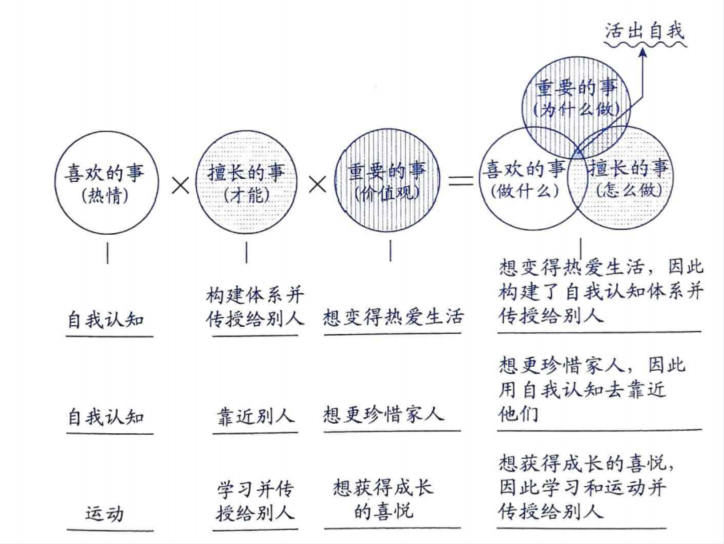 活出自我
重要的事
(为什么做)
喜欢的事
(热情)
×
擅长的事
(才能)
×
重要的事
(价值观)
=
喜欢的事
(做什么)
擅长的事
(怎么做)
自我认知
构建体系并
传授给别人
想变得热爱生活
想变得热爱生活，因此
构建了自我认知体系并
传授给别人
自我认知
靠近别人
想更珍惜家人
想更珍惜家人，因此
用自我认知去靠近
他们
运动
学习并传
授给别人
想获得成长
的喜悦
想获得成长的喜悦，
因此学习和运动并
传授给别人